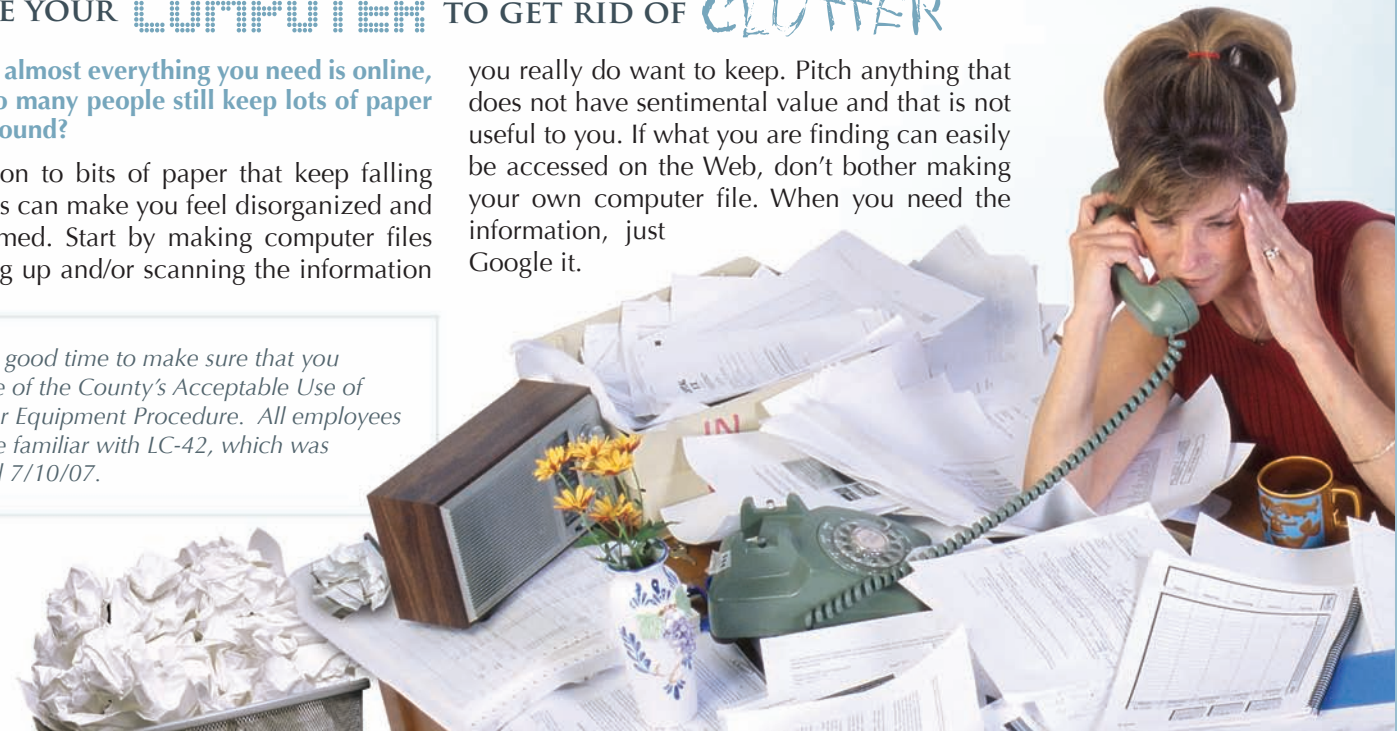 E YOUR COMPUTER TO GET RID OF CLUTTER
almost everything you need is online,
o many people still keep lots of paper
ound?
on to bits of paper that keep falling
s can make you feel disorganized and
med. Start by making computer files
g up and/or scanning the information
you really do want to keep. Pitch anything that
does not have sentimental value and that is not
useful to you. If what you are finding can easily
be accessed on the Web, don’t bother making
your own computer file. When you need the
information, just
Google it.
good time to make sure that you
e of the County’s Acceptable Use of
r Equipment Procedure.  All employees
e familiar with LC-42, which was
d 7/10/07.
IN